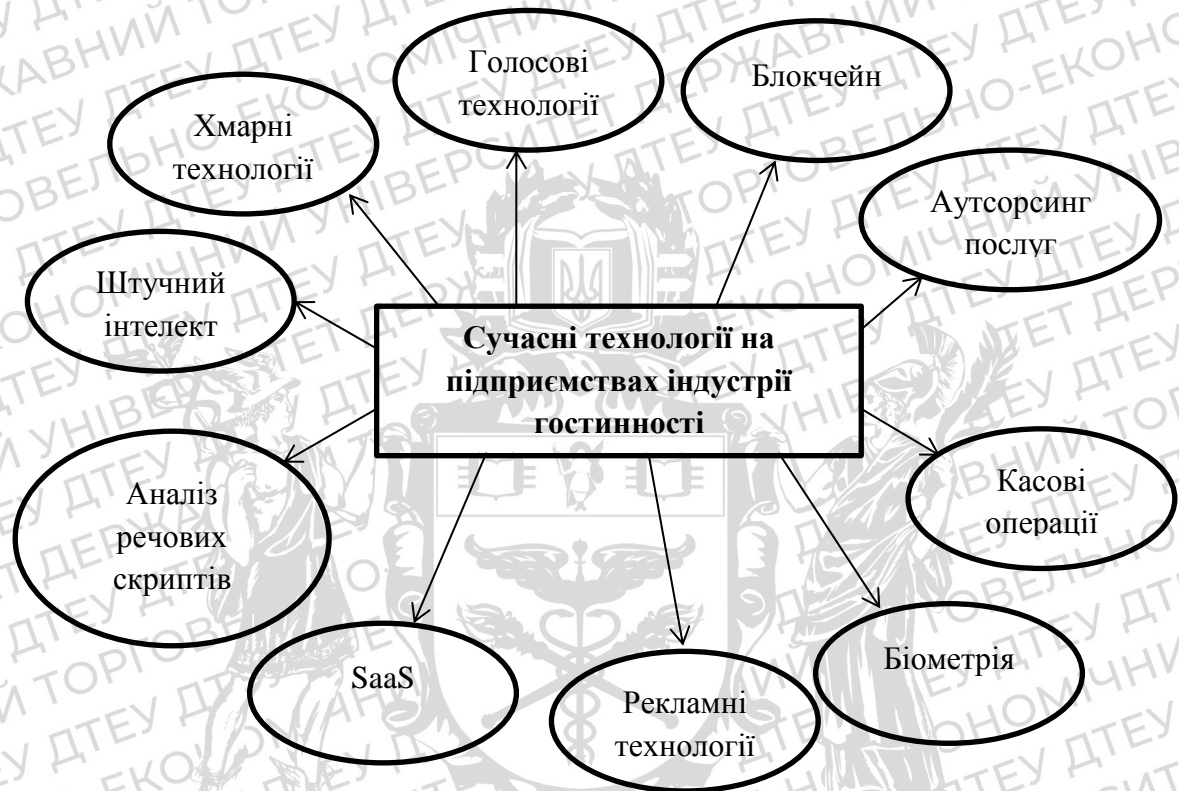 Голосові
технології
Блокчейн
Хмарні
технології
Аутсорсинг
послуг
Штучний
інтелект
Сучасні технології на
підприємствах індустрії
гостинності
Аналіз
речових
скриптів
Касові
операції
SaaS
Біометрія
Рекламні
технології